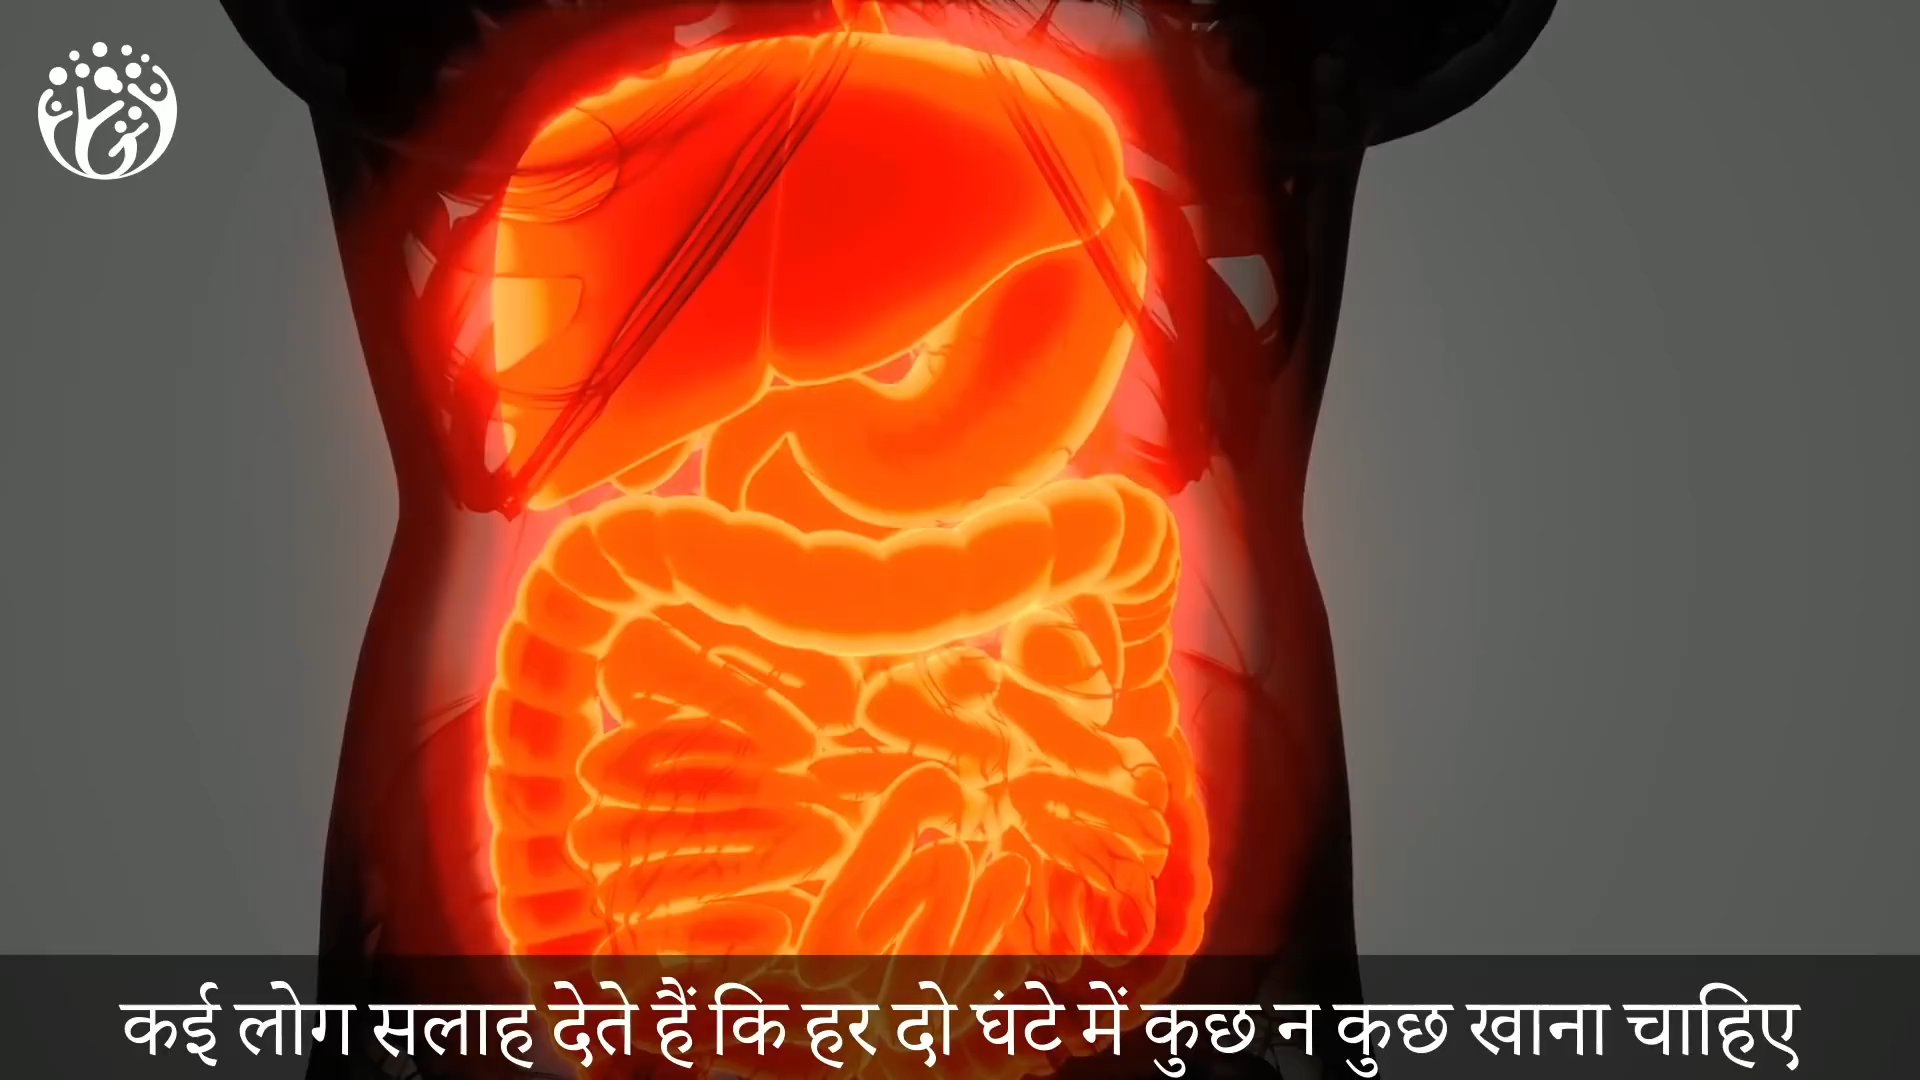 कई लोग सलाह देते हैं कि हर दो घंटे में कुछ न कुछ खाना चाहिए